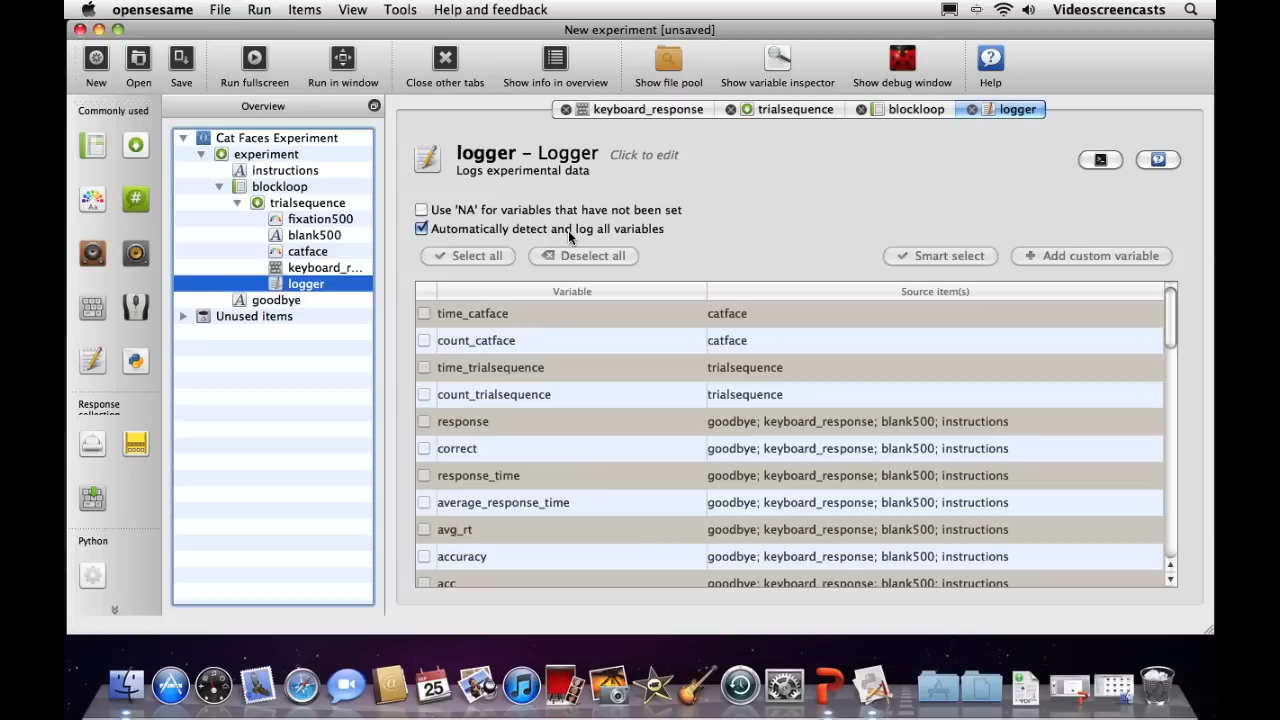 opensesame File Run Items View Tools Help and feedback Videoscreencasts
New experiment [unsaved]
New Open Save Run fullscreen Run in window Close other tabs Show info in overview Show file pool Show variable inspector Show debug window Help
Commonly used
Overview
keyboard_response trialsequence blockloop logger
Cat Faces Experiment
experiment
instructions
blockloop
trialsequence
fixation500
blank500
catface
keyboard_r...
logger
goodbye
Unused items
logger – Logger Click to edit
Logs experimental data
Use 'NA' for variables that have not been set
Automatically detect and log all variables
Select all Deselect all Smart select Add custom variable
Variable Source item(s)
time_catface catface
count_catface catface
time_trialsequence trialsequence
count_trialsequence trialsequence
response goodbye; keyboard_response; blank500; instructions
correct goodbye; keyboard_response; blank500; instructions
response_time goodbye; keyboard_response; blank500; instructions
average_response_time goodbye; keyboard_response; blank500; instructions
avg_rt goodbye; keyboard_response; blank500; instructions
accuracy goodbye; keyboard_response; blank500; instructions
acc goodbye; keyboard_response; blank500; instructions
Response
collection
Python
SEP
25